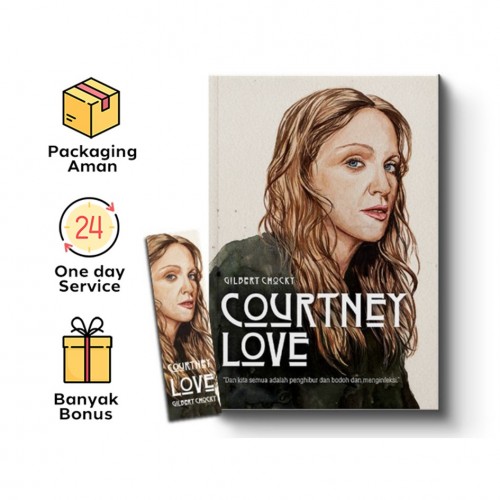 Packaging
Aman
24
One day
Service
Banyak
Bonus
GILBERT CHOCKY
COURTNEY
LOVE
"Dan kita semua adalah penghibur dan bodoh dan menginfeksi."
COURTNEY
LOVE
GILBERT CHOCKY